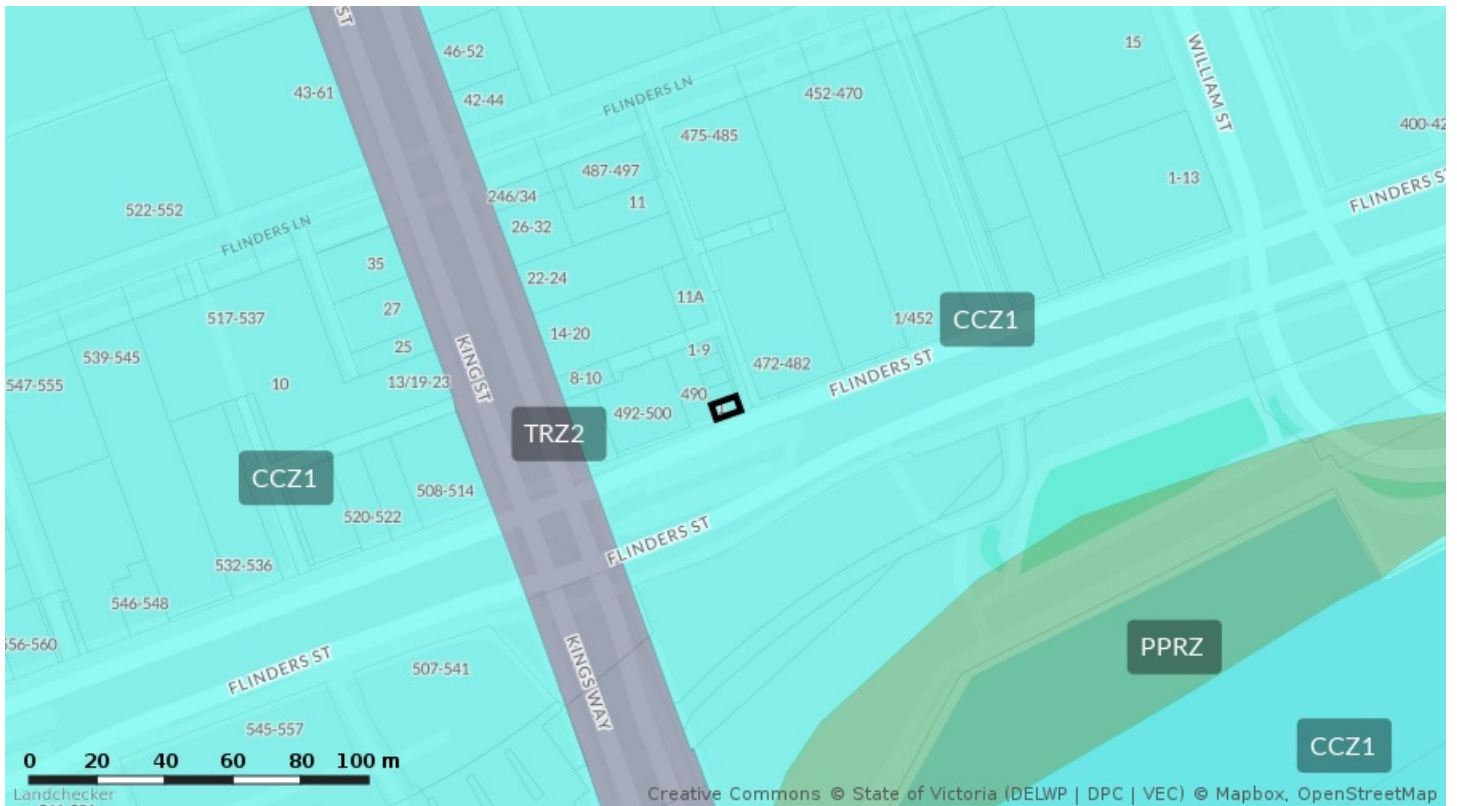 ST
46-52
15
43-61
42-44
FLINDERS LN
452-470
WILLIAM ST
475-485
400-42
487-497
1-13
246/34
11
FLINDERS ST
522-552
26-32
FLINDERS LN
35
22-24
11A
27
517-537
1/452
CCZ1
14-20
25
KING ST
1-9
539-545
472-482
FLINDERS ST
547-555
10
13/19-23
8-10
490
492-500
TRZ2
CCZ1
508-514
520-522
FLINDERS ST
532-536
546-548
556-560
FLINDERS ST
507-541
KINGS WAY
PPRZ
545-557
CCZ1
0 20 40 60 80 100 m
Landchecker
Creative Commons © State of Victoria (DELWP | DPC | VEC) © Mapbox, OpenStreetMap